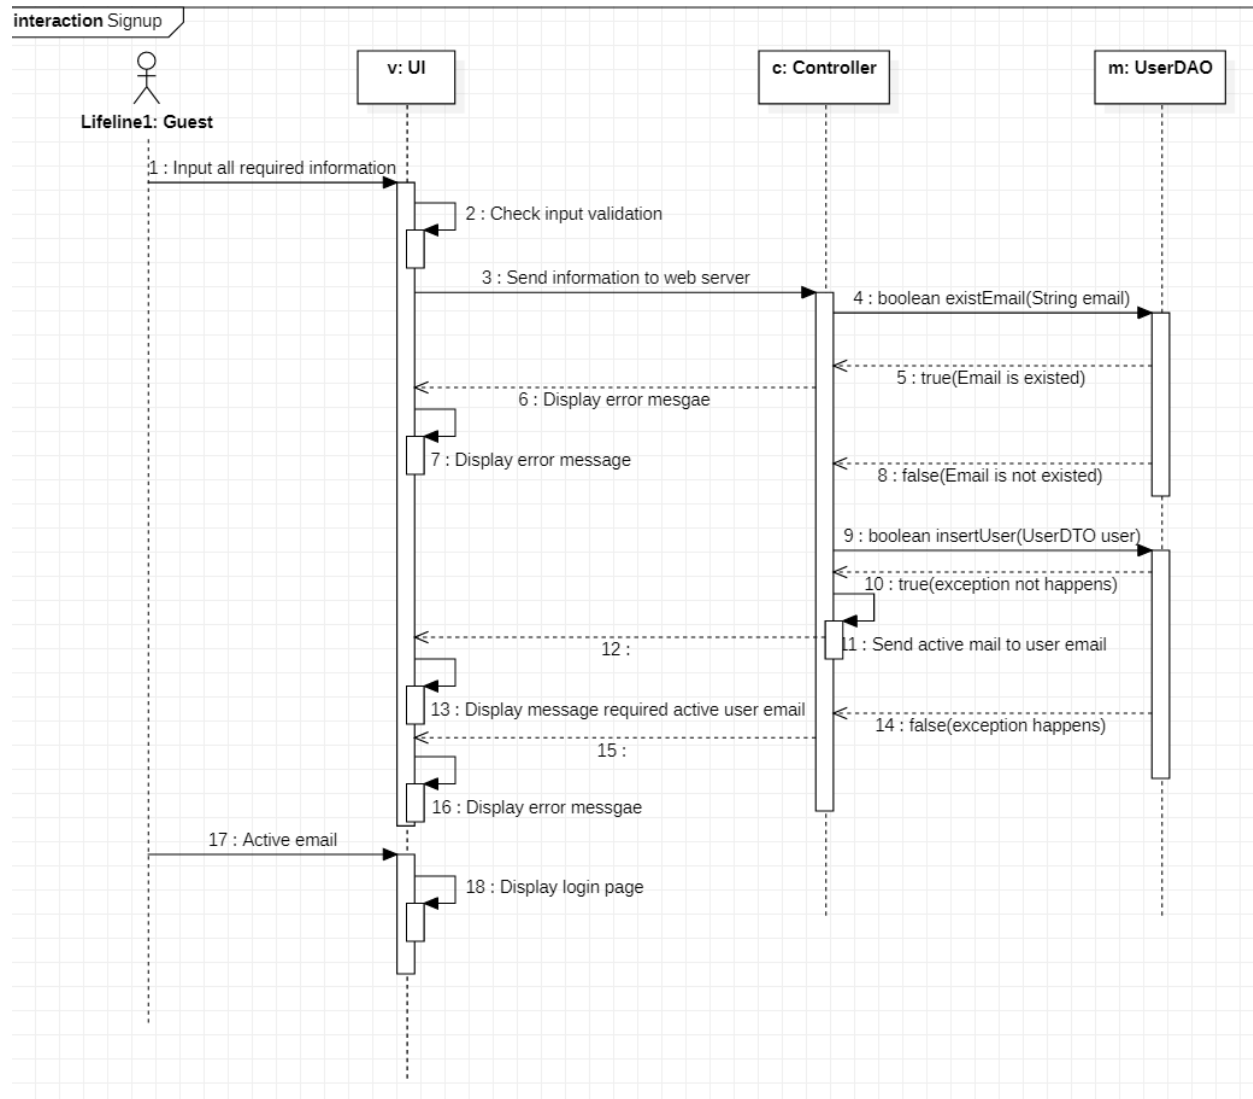 interaction Signup
v: UI
c: Controller
m: UserDAO
Lifeline1: Guest
1 : Input all required information
2 : Check input validation
3 : Send information to web server
4 : boolean existEmail(String email)
5 : true(Email is existed)
6 : Display error mesgae
7 : Display error message
8 : false(Email is not existed)
9 : boolean insertUser(UserDTO user)
10 : true(exception not happens)
11 : Send active mail to user email
12 :
13 : Display message required active user email
14 : false(exception happens)
15 :
16 : Display error messgae
17 : Active email
18 : Display login page